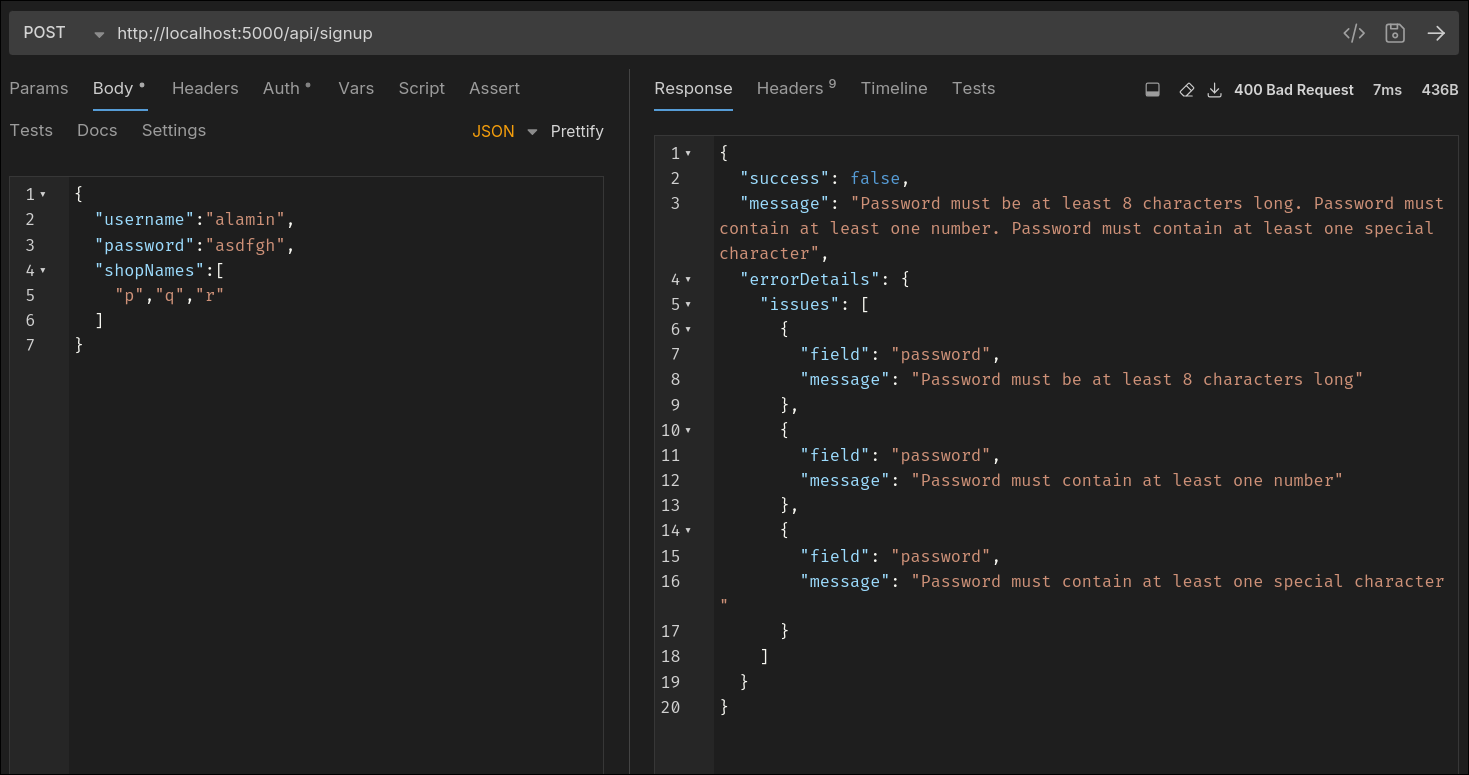 POST http://localhost:5000/api/signup </>
Params Body Headers Auth Vars Script Assert
Tests Docs Settings JSON Prettify
1 {
2 "username":"alamin",
3 "password":"asdfgh",
4 "shopNames":[
5 "p","q","r"
6 ]
7 }
Response Headers 9 Timeline Tests 400 Bad Request 7ms 436B
1 {
2 "success": false,
3 "message": "Password must be at least 8 characters long. Password must
contain at least one number. Password must contain at least one special
character",
4 "errorDetails": {
5 "issues": [
6 {
7 "field": "password",
8 "message": "Password must be at least 8 characters long"
9 },
10 {
11 "field": "password",
12 "message": "Password must contain at least one number"
13 },
14 {
15 "field": "password",
16 "message": "Password must contain at least one special character
"
17 }
18 ]
19 }
20 }